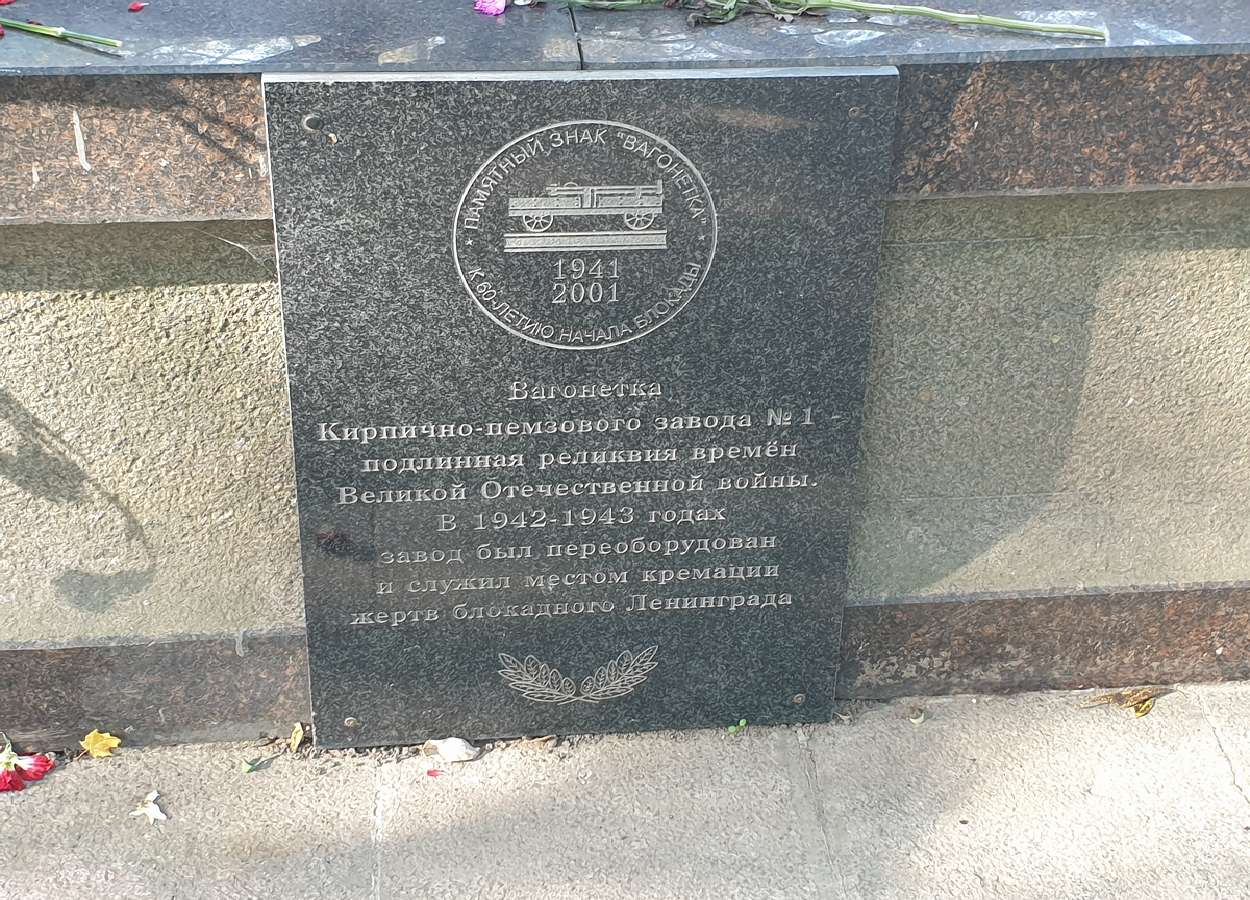 * ПАМЯТНЫЙ ЗНАК "ВАГОНЕТКА" *
1941
2001
К 60-ЛЕТИЮ НАЧАЛА БЛОКАДЫ
Вагонетка
Кирпично-пемзового завода № 1 -
подлинная реликвия времён
Великой Отечественной войны.
В 1942-1943 годах
завод был переоборудован
и служил местом кремации
жертв блокадного Ленинграда